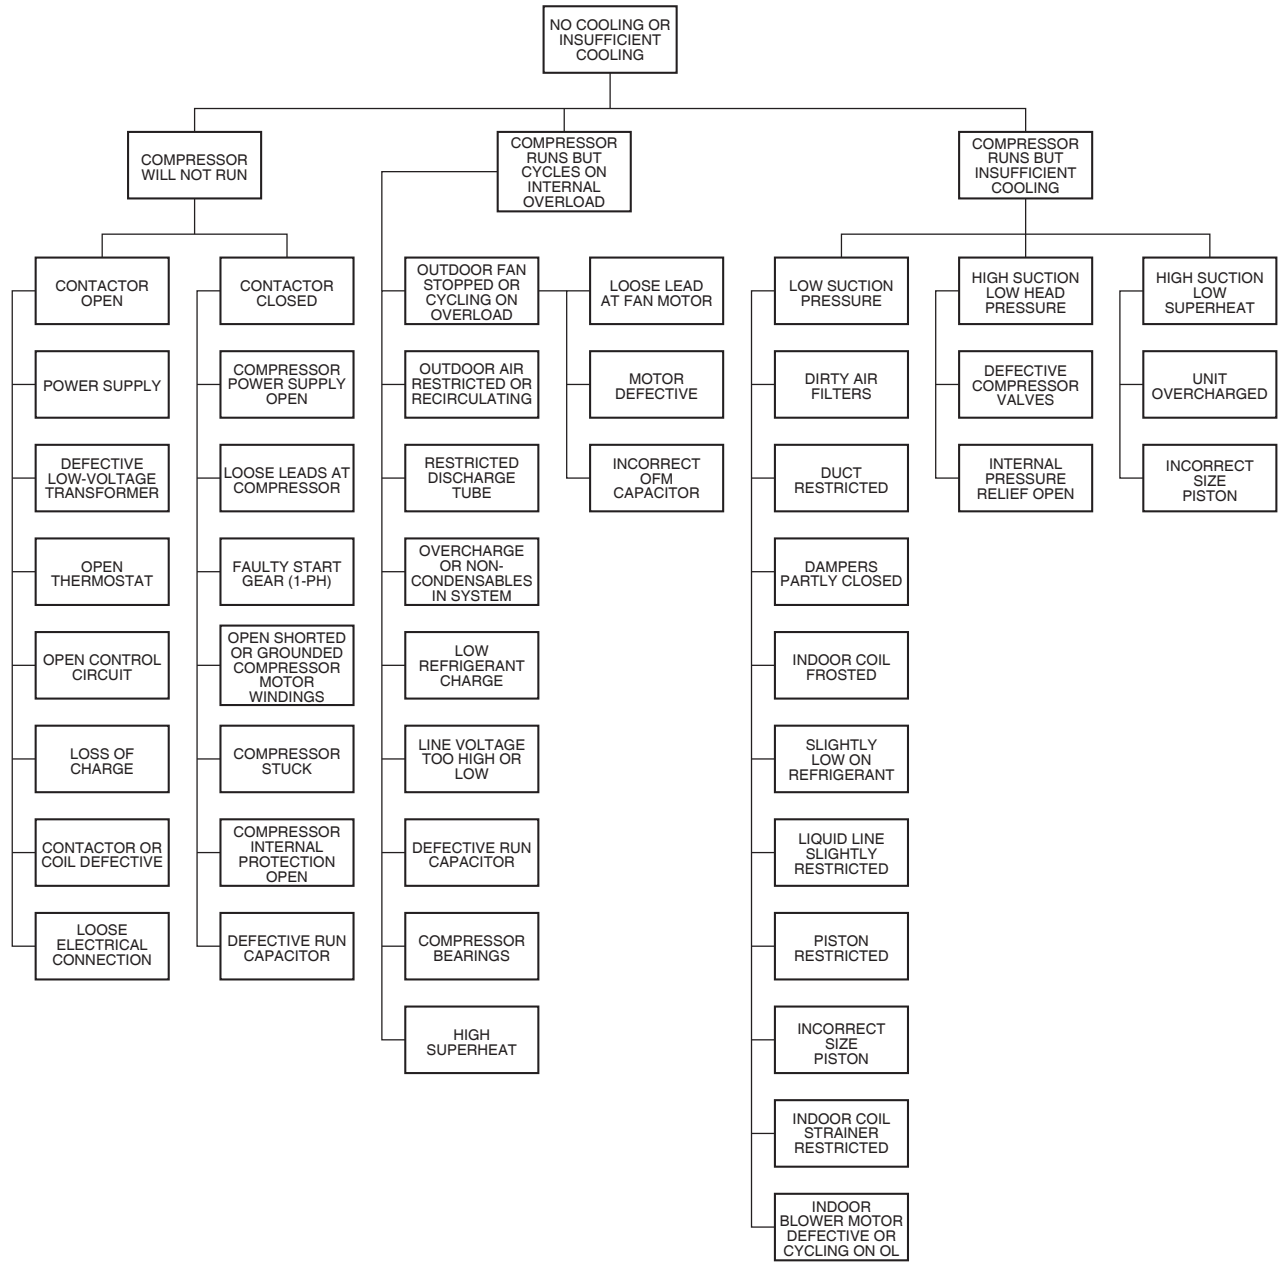 NO COOLING OR
INSUFFICIENT
COOLING
COMPRESSOR
WILL NOT RUN
COMPRESSOR
RUNS BUT
CYCLES ON
INTERNAL
OVERLOAD
COMPRESSOR
RUNS BUT
INSUFFICIENT
COOLING
CONTACTOR
OPEN
POWER SUPPLY
DEFECTIVE
LOW-VOLTAGE
TRANSFORMER
OPEN
THERMOSTAT
OPEN CONTROL
CIRCUIT
LOSS OF
CHARGE
CONTACTOR OR
COIL DEFECTIVE
LOOSE
ELECTRICAL
CONNECTION
CONTACTOR
CLOSED
COMPRESSOR
POWER SUPPLY
OPEN
LOOSE LEADS AT
COMPRESSOR
FAULTY START
GEAR (1-PH)
OPEN SHORTED
OR GROUNDED
COMPRESSOR
MOTOR
WINDINGS
COMPRESSOR
STUCK
COMPRESSOR
INTERNAL
PROTECTION
OPEN
DEFECTIVE RUN
CAPACITOR
OUTDOOR FAN
STOPPED OR
CYCLING ON
OVERLOAD
OUTDOOR AIR
RESTRICTED OR
RECIRCULATING
RESTRICTED
DISCHARGE
TUBE
OVERCHARGE
OR NON-
CONDENSABLES
IN SYSTEM
LOW
REFRIGERANT
CHARGE
LINE VOLTAGE
TOO HIGH OR
LOW
DEFECTIVE RUN
CAPACITOR
COMPRESSOR
BEARINGS
HIGH
SUPERHEAT
LOOSE LEAD
AT FAN MOTOR
MOTOR
DEFECTIVE
INCORRECT
OFM
CAPACITOR
LOW SUCTION
PRESSURE
DIRTY AIR
FILTERS
DUCT
RESTRICTED
DAMPERS
PARTLY CLOSED
INDOOR COIL
FROSTED
SLIGHTLY
LOW ON
REFRIGERANT
LIQUID LINE
SLIGHTLY
RESTRICTED
PISTON
RESTRICTED
INCORRECT
SIZE
PISTON
INDOOR COIL
STRAINER
RESTRICTED
INDOOR
BLOWER MOTOR
DEFECTIVE OR
CYCLING ON OL
HIGH SUCTION
LOW HEAD
PRESSURE
DEFECTIVE
COMPRESSOR
VALVES
INTERNAL
PRESSURE
RELIEF OPEN
HIGH SUCTION
LOW
SUPERHEAT
UNIT
OVERCHARGED
INCORRECT
SIZE
PISTON